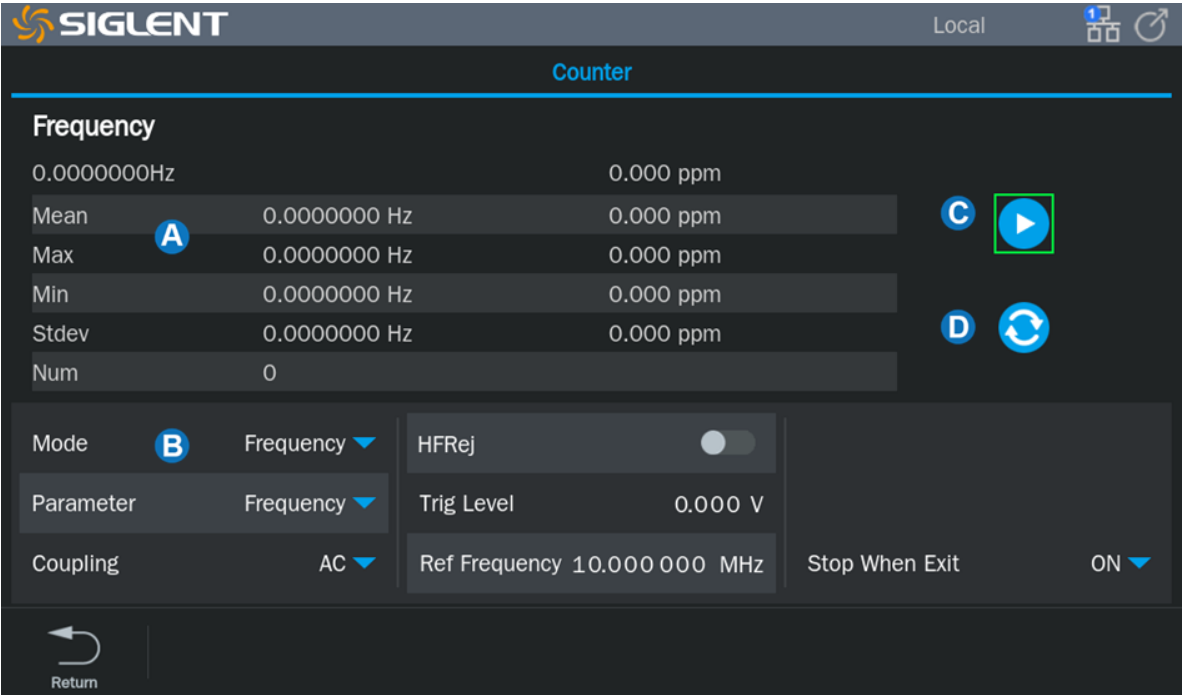 SIGLENT Local 1
Counter
Frequency
0.0000000Hz 0.000 ppm
Mean 0.0000000 Hz 0.000 ppm
A
C
Max 0.0000000 Hz 0.000 ppm
Min 0.0000000 Hz 0.000 ppm
Stdev 0.0000000 Hz 0.000 ppm
D
Num 0
Mode B Frequency HFRej
Parameter Frequency Trig Level 0.000 V
Coupling AC Ref Frequency 10.000 000 MHz Stop When Exit ON
Return